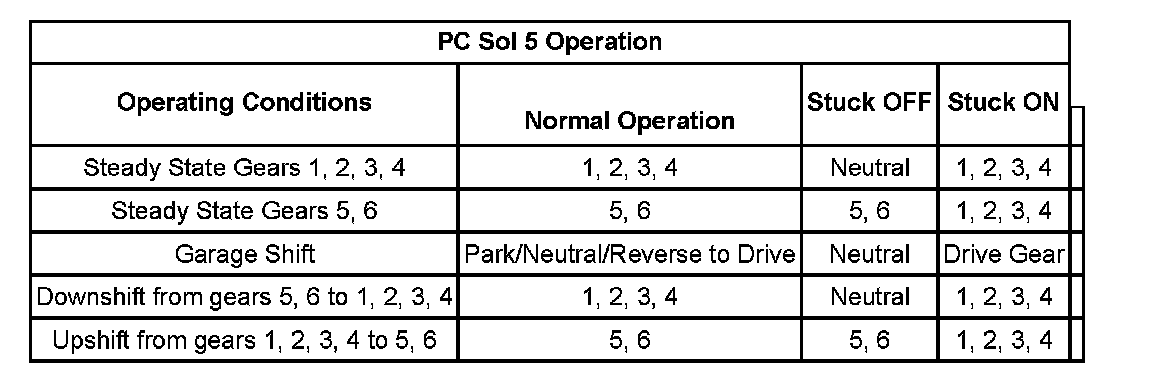 PC Sol 5 Operation
Operating Conditions Normal Operation Stuck OFF Stuck ON
Steady State Gears 1, 2, 3, 4 1, 2, 3, 4 Neutral 1, 2, 3, 4
Steady State Gears 5, 6 5, 6 5, 6 1, 2, 3, 4
Garage Shift Park/Neutral/Reverse to Drive Neutral Drive Gear
Downshift from gears 5, 6 to 1, 2, 3, 4 1, 2, 3, 4 Neutral 1, 2, 3, 4
Upshift from gears 1, 2, 3, 4 to 5, 6 5, 6 5, 6 1, 2, 3, 4